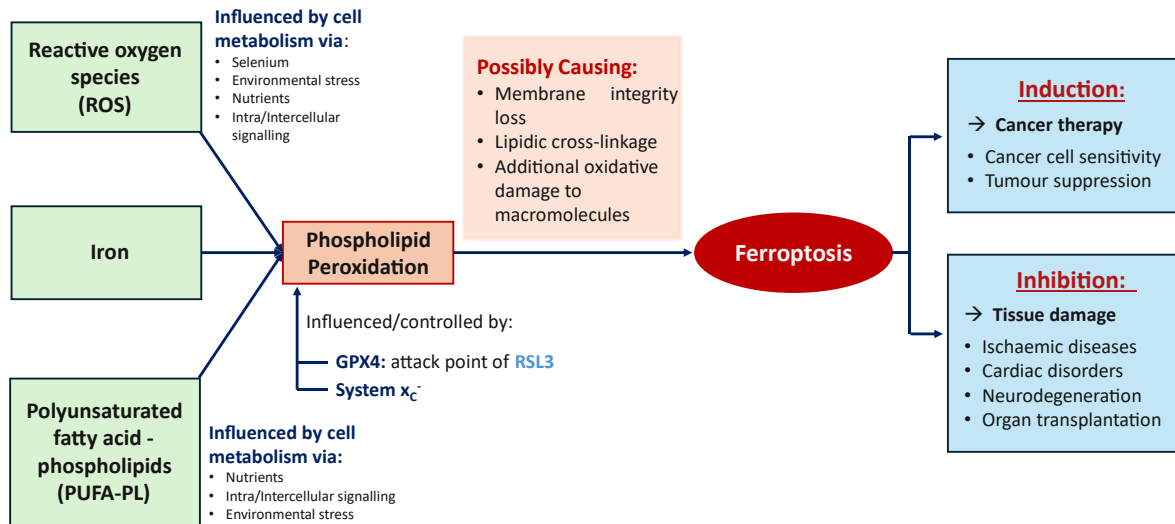 Reactive oxygen
species
(ROS)
Influenced by cell
metabolism via:
• Selenium
• Environmental stress
• Nutrients
• Intra/Intercellular
signalling
Iron
Polyunsaturated
fatty acid -
phospholipids
(PUFA-PL)
Influenced by cell
metabolism via:
• Nutrients
• Intra/Intercellular signalling
• Environmental stress
Phospholipid
Peroxidation
Influenced/controlled by:
GPX4: attack point of RSL3
System xC-
Possibly Causing:
• Membrane integrity
loss
• Lipidic cross-linkage
• Additional oxidative
damage to
macromolecules
Ferroptosis
Induction:
→ Cancer therapy
• Cancer cell sensitivity
• Tumour suppression
Inhibition:
→ Tissue damage
• Ischaemic diseases
• Cardiac disorders
• Neurodegeneration
• Organ transplantation